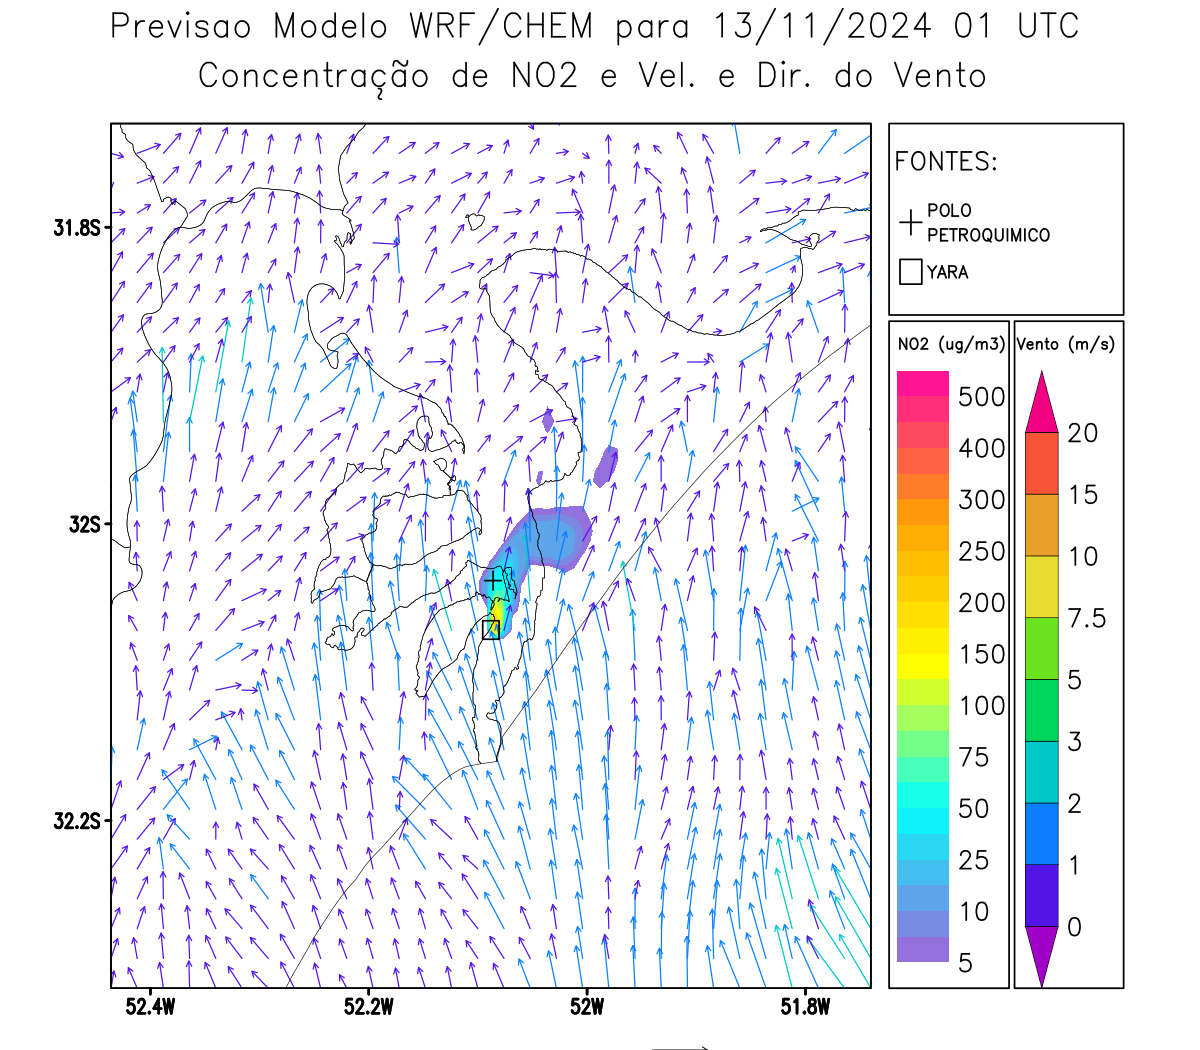 Previsao Modelo WRF/CHEM para 13/11/2024 01 UTC
Concentração de NO2 e Vel. e Dir. do Vento
FONTES:
POLO
PETROQUIMICO
YARA
NO2 (ug/m3)
500
400
300
250
200
150
100
75
50
25
10
5
Vento (m/s)
20
15
10
7.5
5
3
2
1
0
31.8S
32S
32.2S
52.4W
52.2W
52W
51.8W